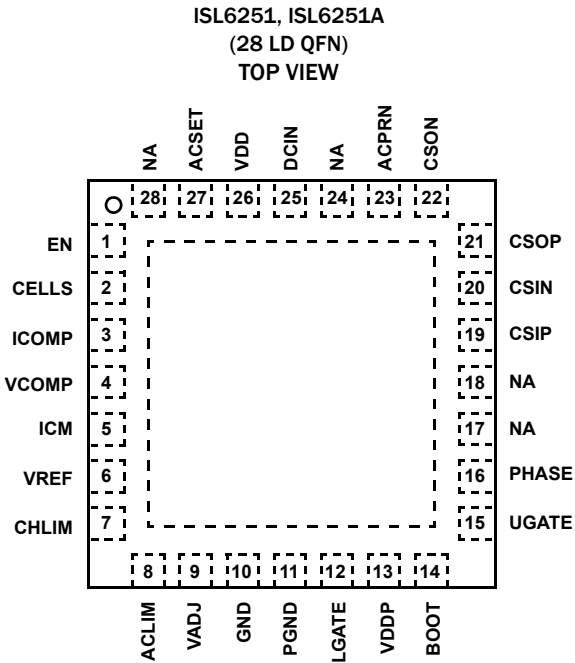 ISL6251, ISL6251A
(28 LD QFN)
TOP VIEW
NA
ACSET
VDD
DCIN
NA
ACPRN
CSON
28 27 26 25 24 23 22
EN 1
CELLS 2
ICOMP 3
VCOMP 4
ICM 5
VREF 6
CHLIM 7
21 CSOP
20 CSIN
19 CSIP
18 NA
17 NA
16 PHASE
15 UGATE
8 9 10 11 12 13 14
ACLIM
VADJ
GND
PGND
LGATE
VDDP
BOOT